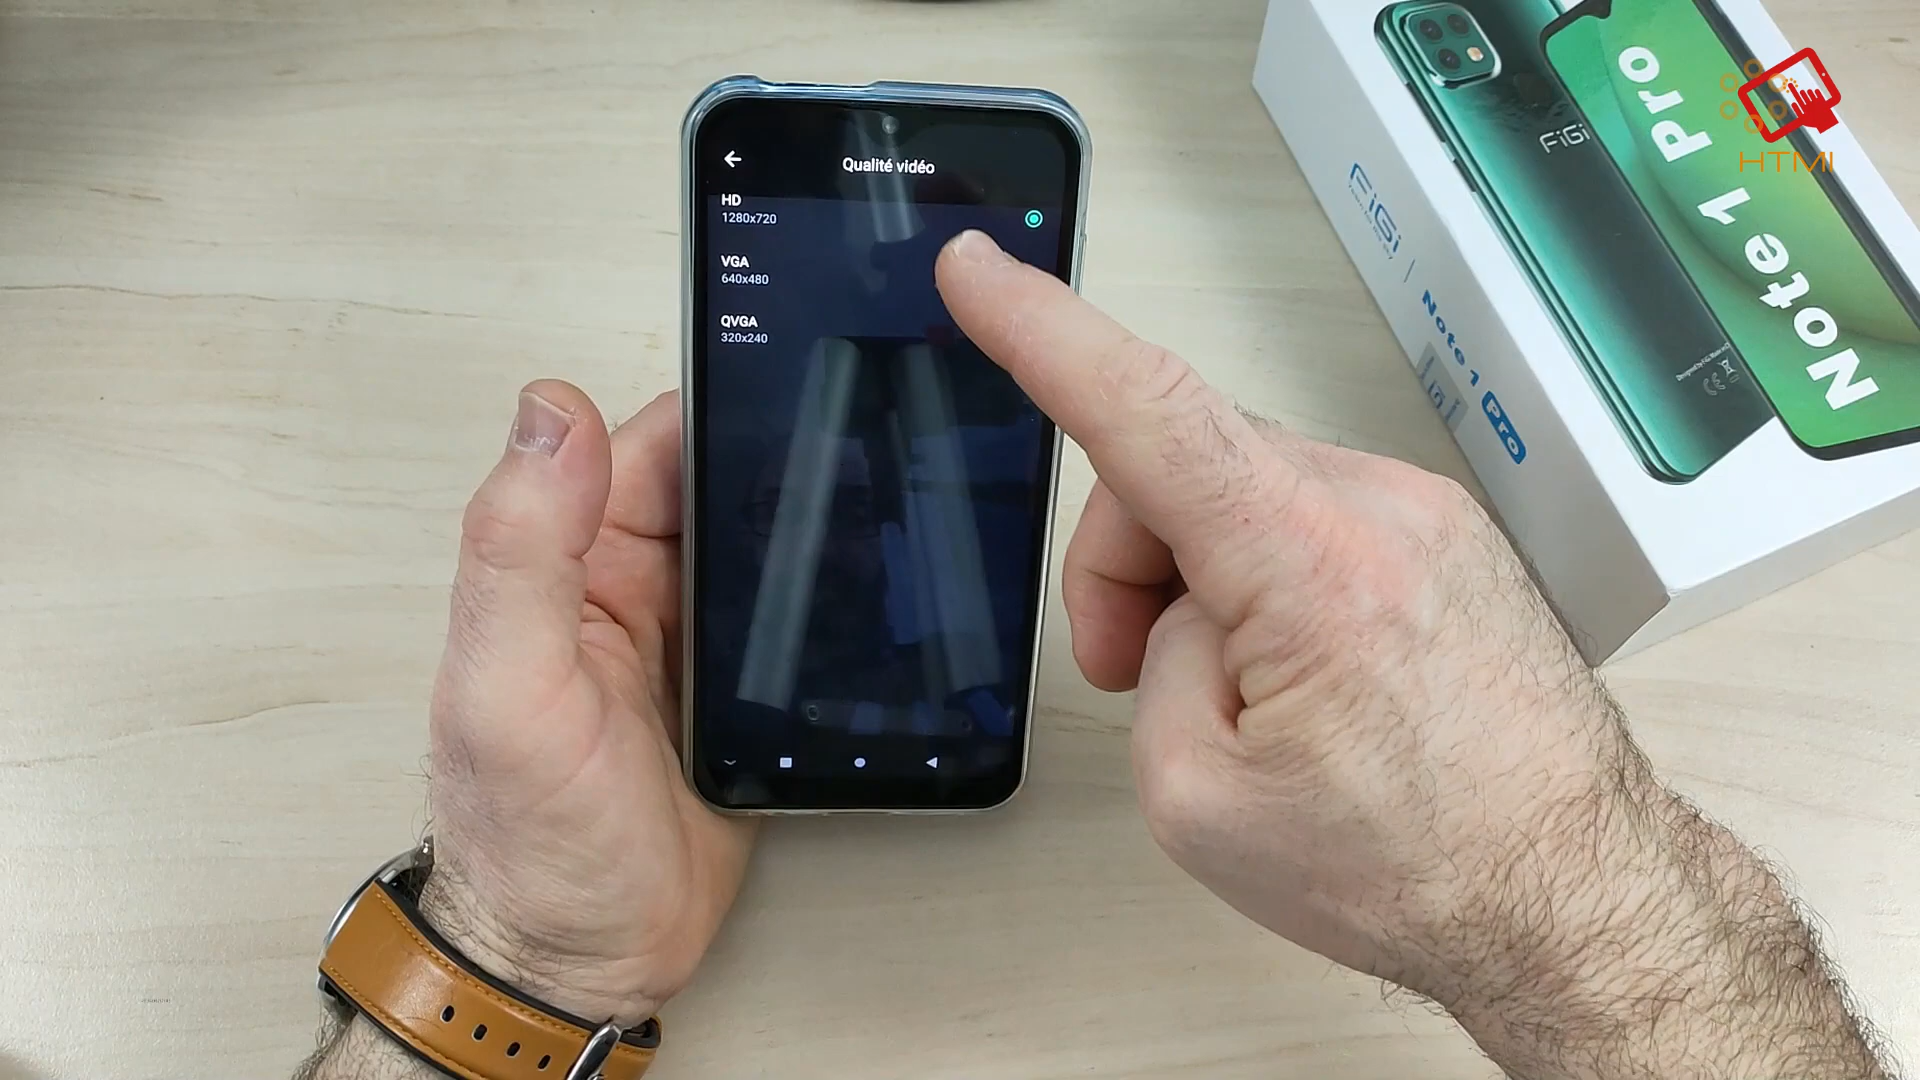 Qualité vidéo
HD
1280x720
VGA
640x480
QVGA
320x240
FiGi
Note 1 Pro
FiGi
Note 1 Pro
HTMI